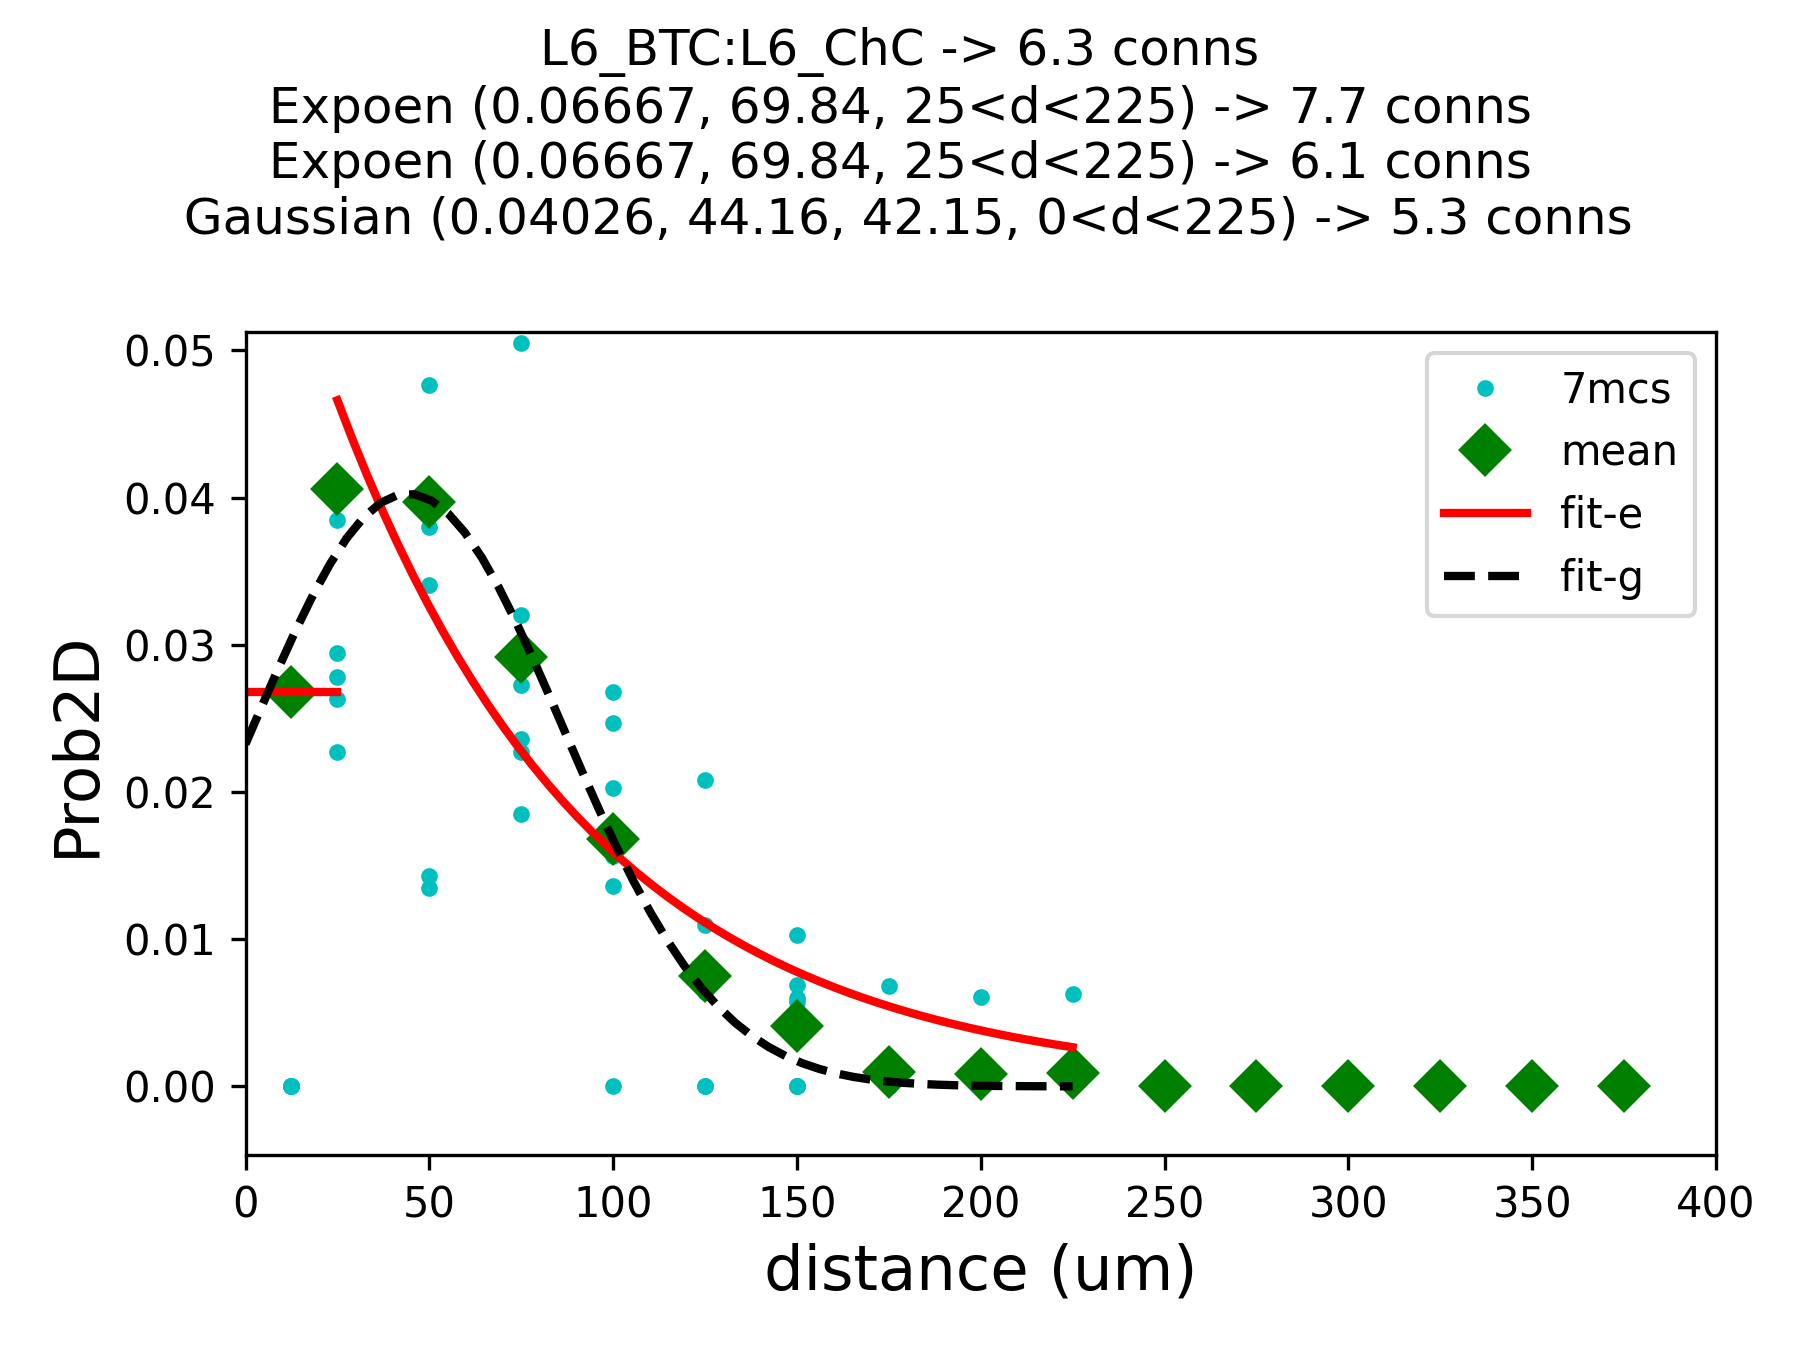 L6_BTC:L6_ChC -> 6.3 conns
Expoen (0.06667, 69.84, 25<d<225) -> 7.7 conns
Expoen (0.06667, 69.84, 25<d<225) -> 6.1 conns
Gaussian (0.04026, 44.16, 42.15, 0<d<225) -> 5.3 conns
0.05
0.04
0.03
0.02
0.01
0.00
Prob2D
7mcs
mean
fit-e
fit-g
0 50 100 150 200 250 300 350 400
distance (um)